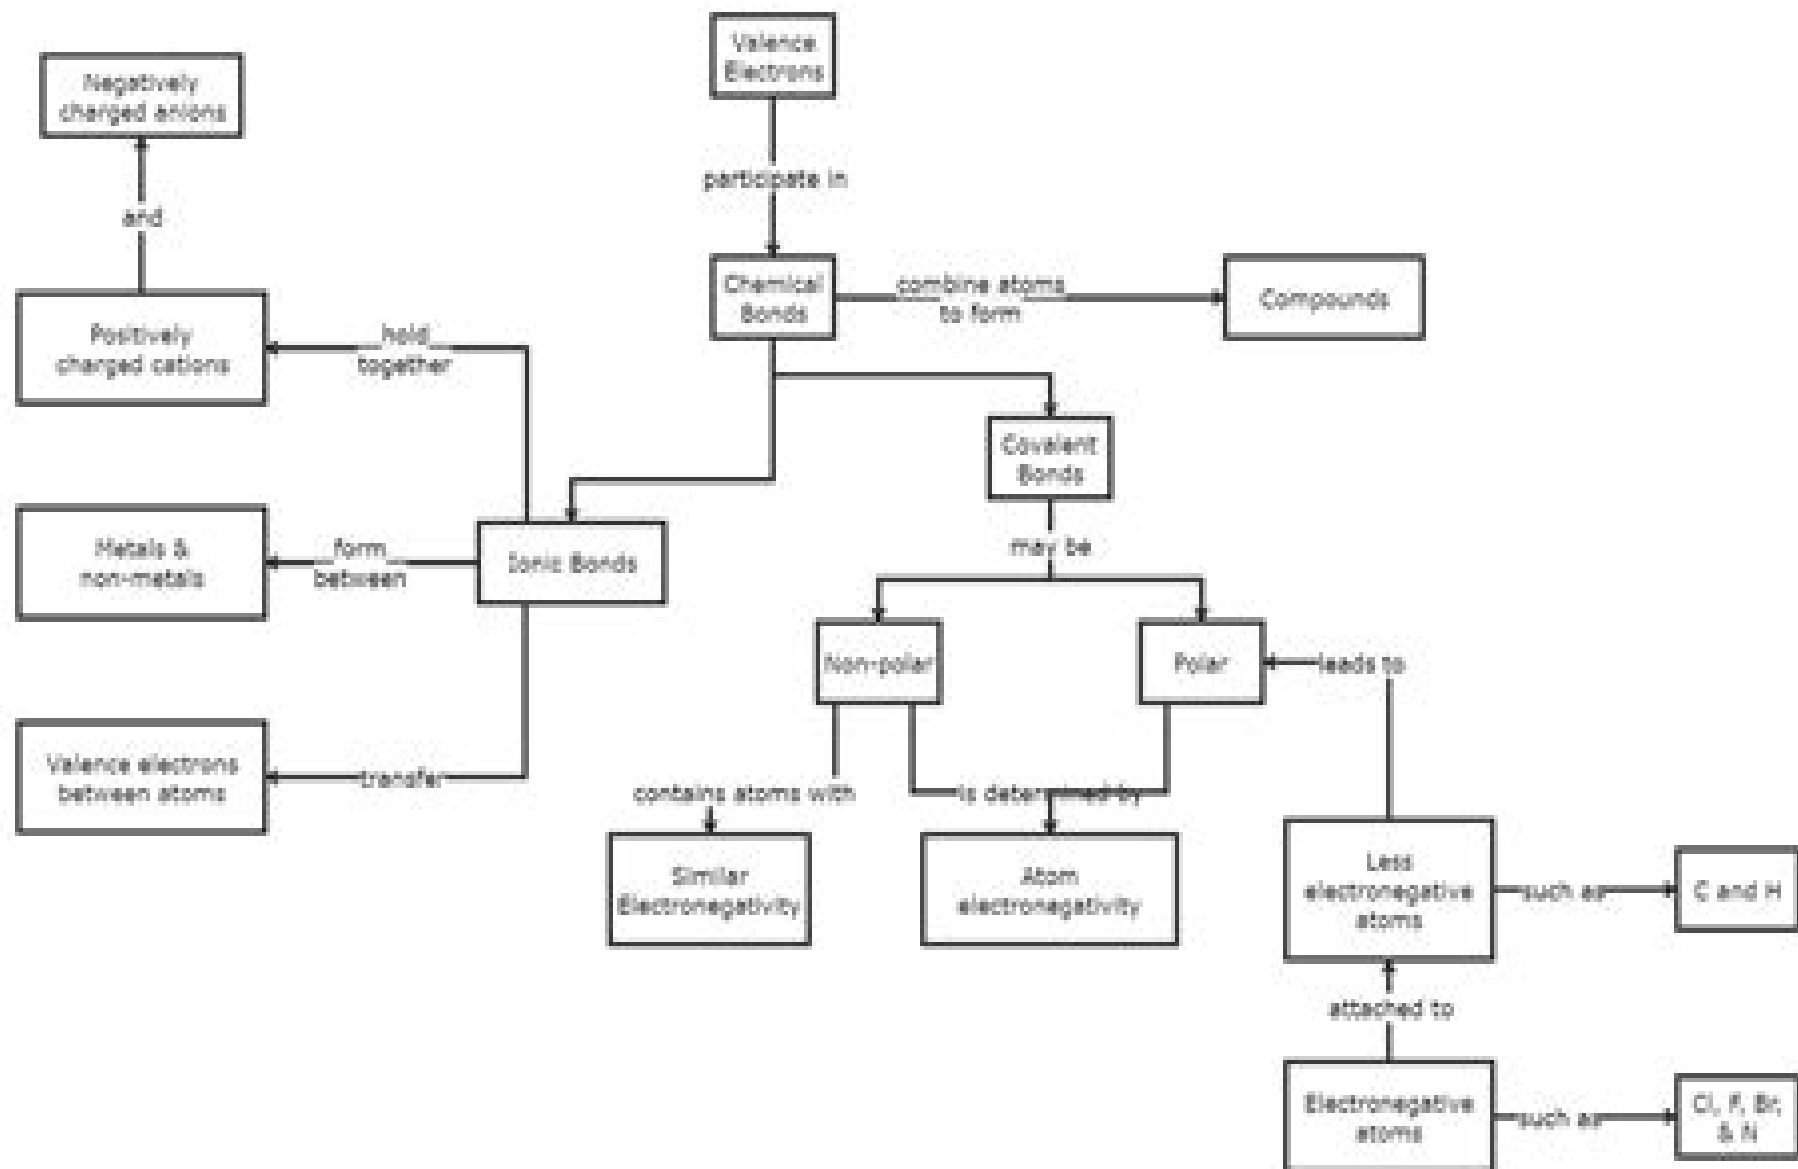 Valence
Electrons
Negatively
charged anions
participate in
and
Chemical
Bonds
combine atoms
to form
Compounds
Positively
charged cations
hold
together
Covalent
Bonds
Metals &
non-metals
form
between
Ionic Bonds
may be
Non-polar
Polar
leads to
Valence electrons
between atoms
transfer
contains atoms with
is determined by
Similar
Electronegativity
Atom
electronegativity
Less
electronegative
atoms
such as
C and H
attached to
Electronegative
atoms
such as
Cl, F, Br,
& N